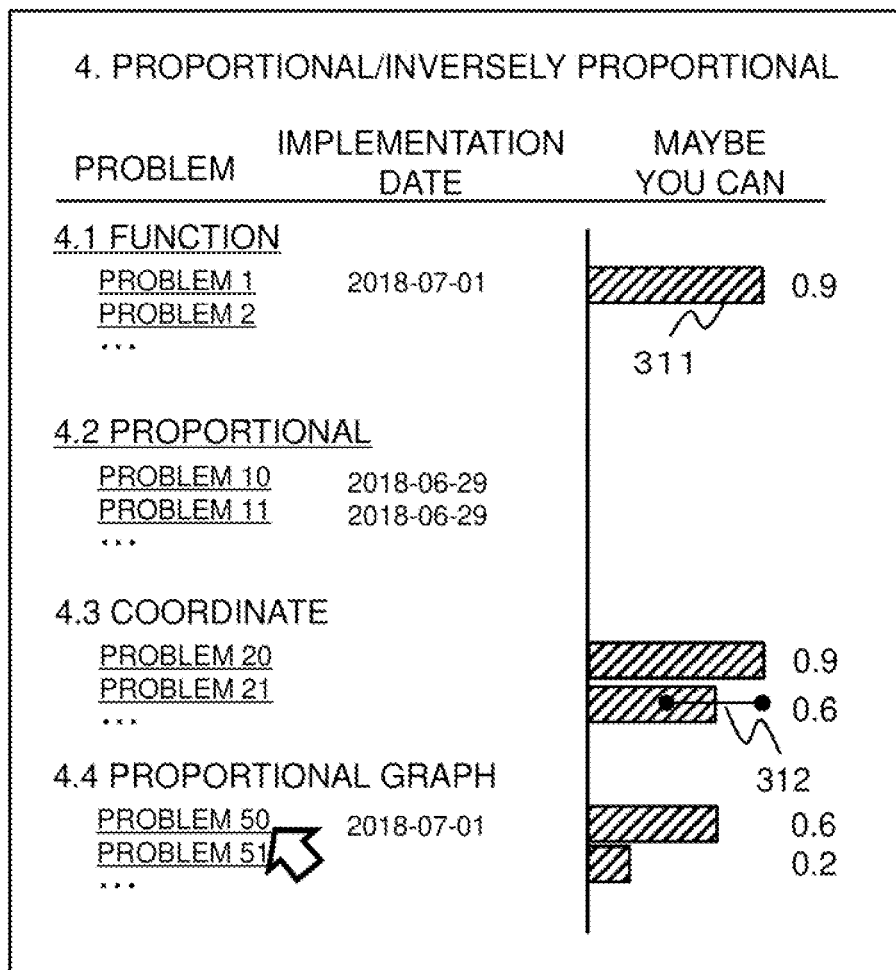 4. PROPORTIONAL/INVERSELY PROPORTIONAL
PROBLEM IMPLEMENTATION DATE MAYBE YOU CAN
4.1 FUNCTION
PROBLEM 1 2018-07-01 0.9
PROBLEM 2
...
311
4.2 PROPORTIONAL
PROBLEM 10 2018-06-29
PROBLEM 11 2018-06-29
...
4.3 COORDINATE
PROBLEM 20 0.9
PROBLEM 21 0.6
...
312
4.4 PROPORTIONAL GRAPH
PROBLEM 50 2018-07-01 0.6
PROBLEM 51 0.2
...